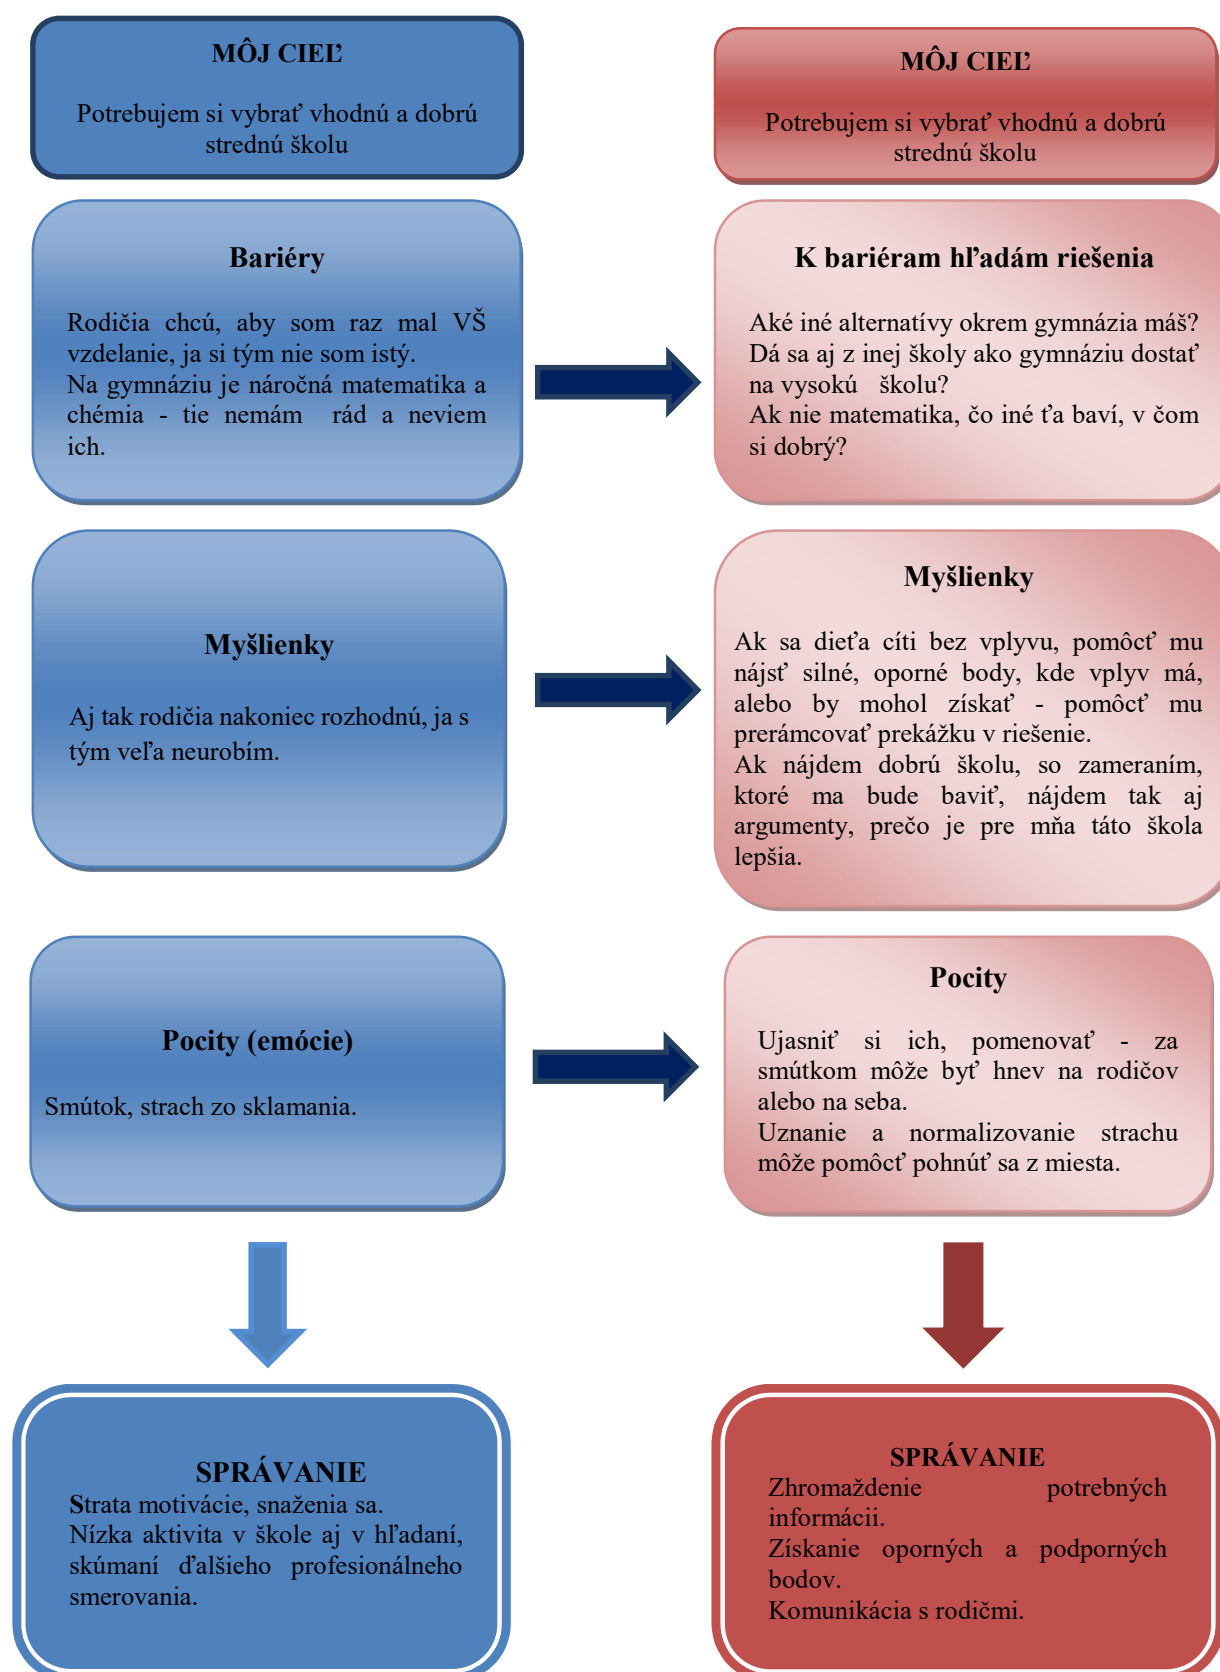 MÔJ CIEĽ
Potrebujem si vybrať vhodnú a dobrú
strednú školu
MÔJ CIEĽ
Potrebujem si vybrať vhodnú a dobrú
strednú školu
Bariéry
Rodičia chcú, aby som raz mal VŠ
vzdelanie, ja si tým nie som istý.
Na gymnáziu je náročná matematika a
chémia - tie nemám rád a neviem
ich.
K bariéram hľadám riešenia
Aké iné alternatívy okrem gymnázia máš?
Dá sa aj z inej školy ako gymnáziu dostať
na vysokú školu?
Ak nie matematika, čo iné ťa baví, v čom
si dobrý?
Myšlienky
Aj tak rodičia nakoniec rozhodnú, ja s
tým veľa neurobím.
Myšlienky
Ak sa dieťa cíti bez vplyvu, pomôcť mu
nájsť silné, oporné body, kde vplyv má,
alebo by mohol získať - pomôcť mu
prerámcovať prekážku v riešenie.
Ak nájdem dobrú školu, so zameraním,
ktoré ma bude baviť, nájdem tak aj
argumenty, prečo je pre mňa táto škola
lepšia.
Pocity (emócie)
Smútok, strach zo sklamania.
Pocity
Ujasniť si ich, pomenovať - za
smútkom môže byť hnev na rodičov
alebo na seba.
Uznanie a normalizovanie strachu
môže pomôcť pohnúť sa z miesta.
SPRÁVANIE
Strata motivácie, snaženia sa.
Nízka aktivita v škole aj v hľadaní,
skúmaní ďalšieho profesionálneho
smerovania.
SPRÁVANIE
Zhromaždenie potrebných
informácii.
Získanie oporných a podporných
bodov.
Komunikácia s rodičmi.